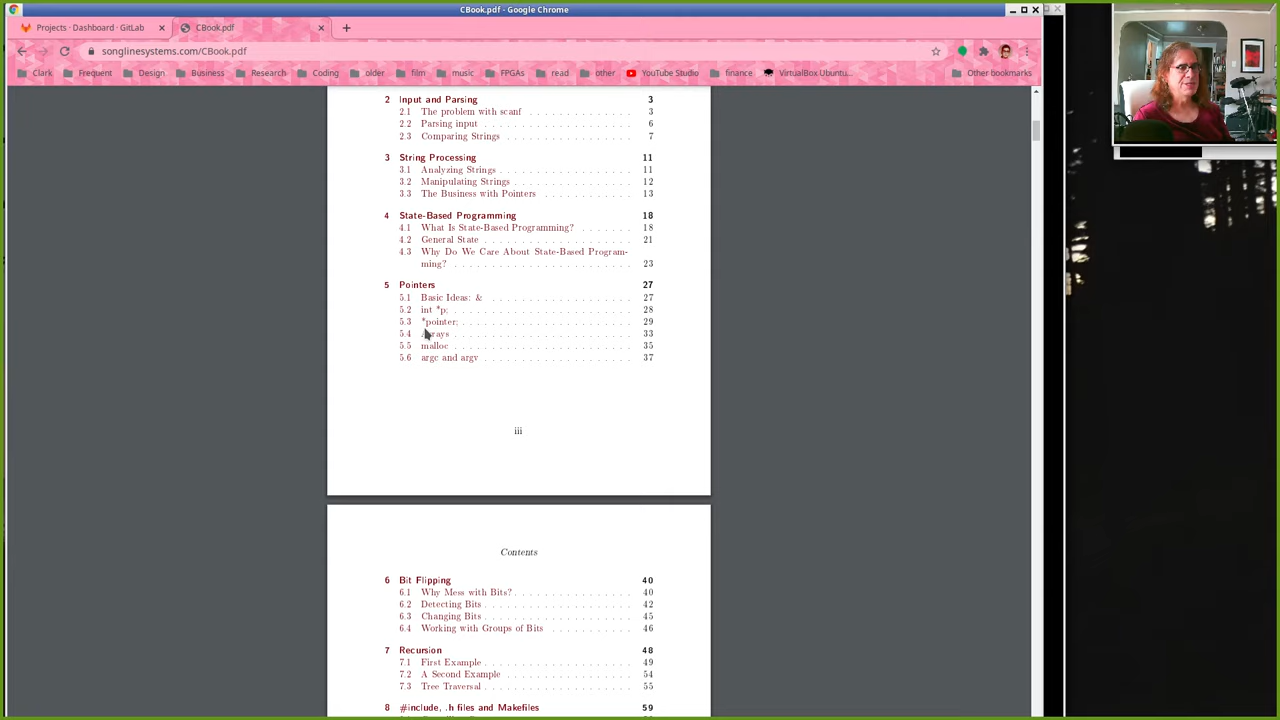 CBook.pdf - Google Chrome
Projects · Dashboard · GitLab
CBook.pdf
songlinesystems.com/CBook.pdf
Clark Frequent Design Business Research Coding older film music FPGAs read other YouTube Studio finance VirtualBox.Ubuntu... Other bookmarks
2 Input and Parsing 3
2.1 The problem with scanf . . . . . . . . . . . . . . 3
2.2 Parsing input . . . . . . . . . . . . . . . . . . . 6
2.3 Comparing Strings . . . . . . . . . . . . . . . . 7
3 String Processing 11
3.1 Analyzing Strings . . . . . . . . . . . . . . . . . 11
3.2 Manipulating Strings . . . . . . . . . . . . . . . 12
3.3 The Business with Pointers . . . . . . . . . . . . 13
4 State-Based Programming 18
4.1 What Is State-Based Programming? . . . . . . 18
4.2 General State . . . . . . . . . . . . . . . . . . . 21
4.3 Why Do We Care About State-Based Program-
ming? . . . . . . . . . . . . . . . . . . . . . 23
5 Pointers 27
5.1 Basic Ideas: & . . . . . . . . . . . . . . . . . . 27
5.2 int *p; . . . . . . . . . . . . . . . . . . . . . 28
5.3 *pointer; . . . . . . . . . . . . . . . . . . . . 29
5.4 Arrays . . . . . . . . . . . . . . . . . . . . . 33
5.5 malloc . . . . . . . . . . . . . . . . . . . . . 35
5.6 argc and argv . . . . . . . . . . . . . . . . . . 37
iii
Contents
6 Bit Flipping 40
6.1 Why Mess with Bits? . . . . . . . . . . . . . . . 40
6.2 Detecting Bits . . . . . . . . . . . . . . . . . . 42
6.3 Changing Bits . . . . . . . . . . . . . . . . . . 45
6.4 Working with Groups of Bits . . . . . . . . . . . 46
7 Recursion 48
7.1 First Example . . . . . . . . . . . . . . . . . . 49
7.2 A Second Example . . . . . . . . . . . . . . . . 54
7.3 Tree Traversal . . . . . . . . . . . . . . . . . . 55
8 #include, .h files and Makefiles 59